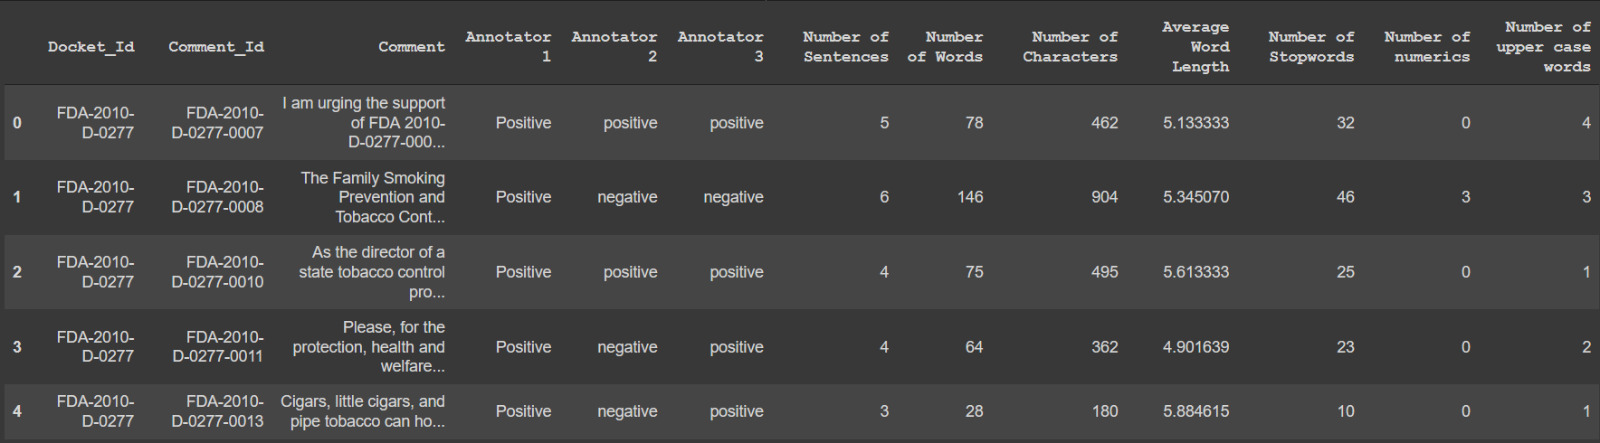 Docket_Id Comment_Id Comment Annotator 1 Annotator 2 Annotator 3 Number of Sentences Number of Words Number of Characters Average Word Length Number of Stopwords Number of numerics Number of upper case words
0 FDA-2010-D-0277 FDA-2010-D-0277-0007 I am urging the support of FDA 2010-D-0277-000... Positive positive positive 5 78 462 5.133333 32 0 4
1 FDA-2010-D-0277 FDA-2010-D-0277-0008 The Family Smoking Prevention and Tobacco Cont... Positive negative negative 6 146 904 5.345070 46 3 3
2 FDA-2010-D-0277 FDA-2010-D-0277-0010 As the director of a state tobacco control pro... Positive positive positive 4 75 495 5.613333 25 0 1
3 FDA-2010-D-0277 FDA-2010-D-0277-0011 Please, for the protection, health and welfare... Positive negative positive 4 64 362 4.901639 23 0 2
4 FDA-2010-D-0277 FDA-2010-D-0277-0013 Cigars, little cigars, and pipe tobacco can ho... Positive negative positive 3 28 180 5.884615 10 0 1